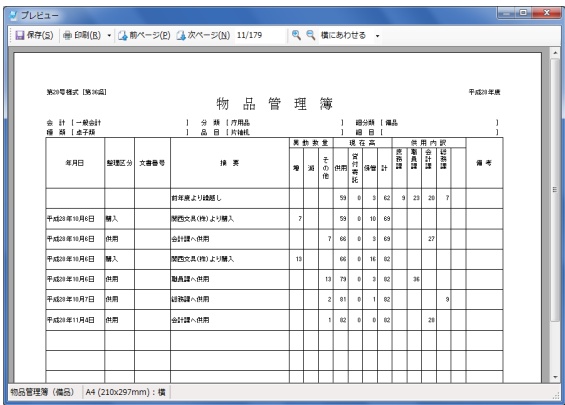 プレビュー
保存(S) 印刷(R) 前ページ(P) 次ページ(N) 11/179 横にあわせる
第20号様式【第36関】 平成28年度
物品管理簿
会計 [一般会計 ] 分類 [庁用品 ] 細分類 [備品 ]
種類 [卓子類 ] 品目 [片袖机 ] 細目 [ ]
異動数量 現在高 供用内訳
年月日 整理区分 文書番号 摘要 増 減 その他 供用 貸付寄託 保管 計 庶務課 職員課 会計課 総務課 備考
前年度より繰越し 59 0 3 62 9 23 20 7
平成28年10月6日 購入 関西文具(株)より購入 7 59 0 10 69
平成28年10月6日 供用 会計課へ供用 7 66 0 3 69 27
平成28年10月6日 購入 関西文具(株)より購入 13 66 0 16 82
平成28年10月6日 供用 職員課へ供用 13 79 0 3 82 36
平成28年10月7日 供用 総務課へ供用 2 81 0 1 82 9
平成28年11月4日 供用 会計課へ供用 1 82 0 0 82 28
物品管理簿（備品） A4 (210x297mm) : 横